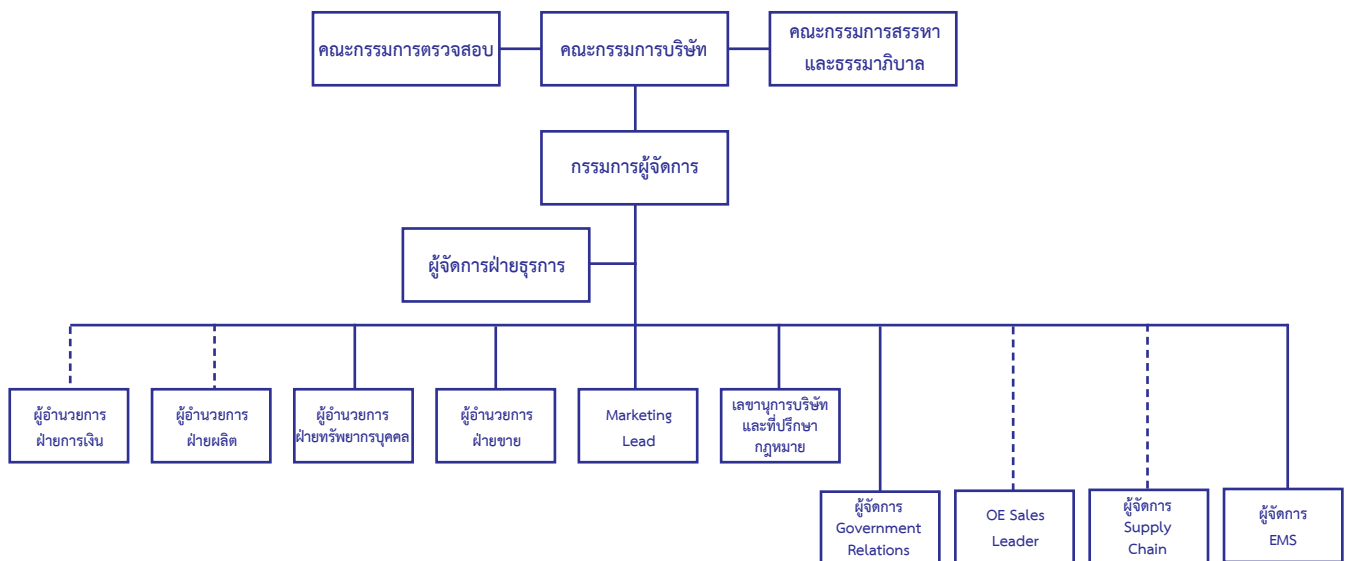 คณะกรรมการตรวจสอบ
คณะกรรมการบริษัท
คณะกรรมการสรรหา
และธรรมาภิบาล
กรรมการผู้จัดการ
ผู้จัดการฝ่ายธุรการ
ผู้อำนวยการ
ฝ่ายการเงิน
ผู้อำนวยการ
ฝ่ายผลิต
ผู้อำนวยการ
ฝ่ายทรัพยากรบุคคล
ผู้อำนวยการ
ฝ่ายขาย
Marketing
Lead
เลขานุการบริษัท
และที่ปรึกษา
กฎหมาย
ผู้จัดการ
Government
Relations
OE Sales
Leader
ผู้จัดการ
Supply
Chain
ผู้จัดการ
EMS